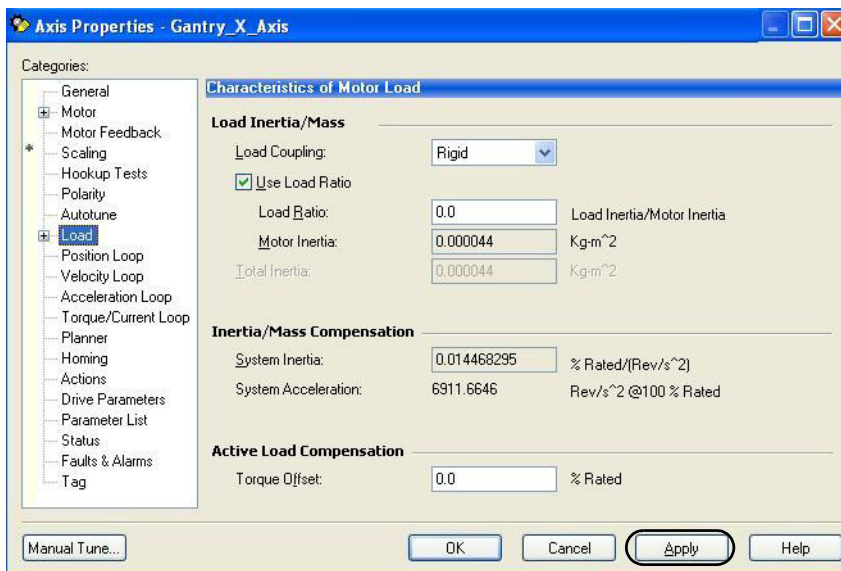 Axis Properties - Gantry_X_Axis
Categories:
General
Motor
Motor Feedback
* Scaling
Hookup Tests
Polarity
Autotune
Load
Position Loop
Velocity Loop
Acceleration Loop
Torque/Current Loop
Planner
Homing
Actions
Drive Parameters
Parameter List
Status
Faults & Alarms
Tag
Characteristics of Motor Load
Load Inertia/Mass
Load Coupling: Rigid
Use Load Ratio
Load Ratio: 0.0 Load Inertia/Motor Inertia
Motor Inertia: 0.000044 Kg-m^2
Total Inertia: 0.000044 Kg-m^2
Inertia/Mass Compensation
System Inertia: 0.014468295 % Rated/(Rev/s^2)
System Acceleration: 6911.6646 Rev/s^2 @100 % Rated
Active Load Compensation
Torque Offset: 0.0 % Rated
Manual Tune... OK Cancel Apply Help